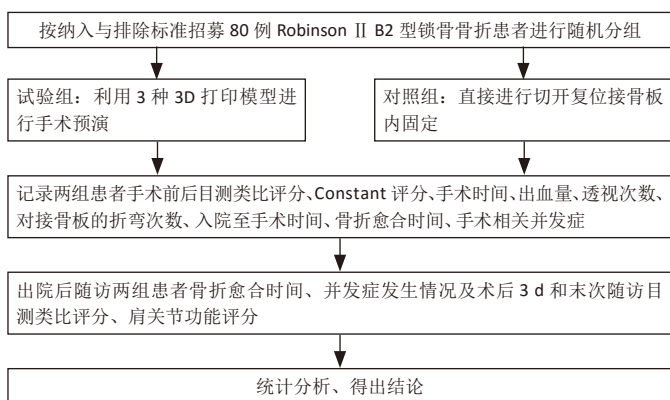 按纳入与排除标准招募 80 例 Robinson Ⅱ B2 型锁骨骨折患者进行随机分组
试验组：利用 3 种 3D 打印模型进
行手术预演
对照组：直接进行切开复位接骨板
内固定
记录两组患者手术前后目测类比评分、Constant 评分、手术时间、出血量、透视次数、
对接骨板的折弯次数、入院至手术时间、骨折愈合时间、手术相关并发症
出院后随访两组患者骨折愈合时间、并发症发生情况及术后 3 d 和末次随访目
测类比评分、肩关节功能评分
统计分析、得出结论